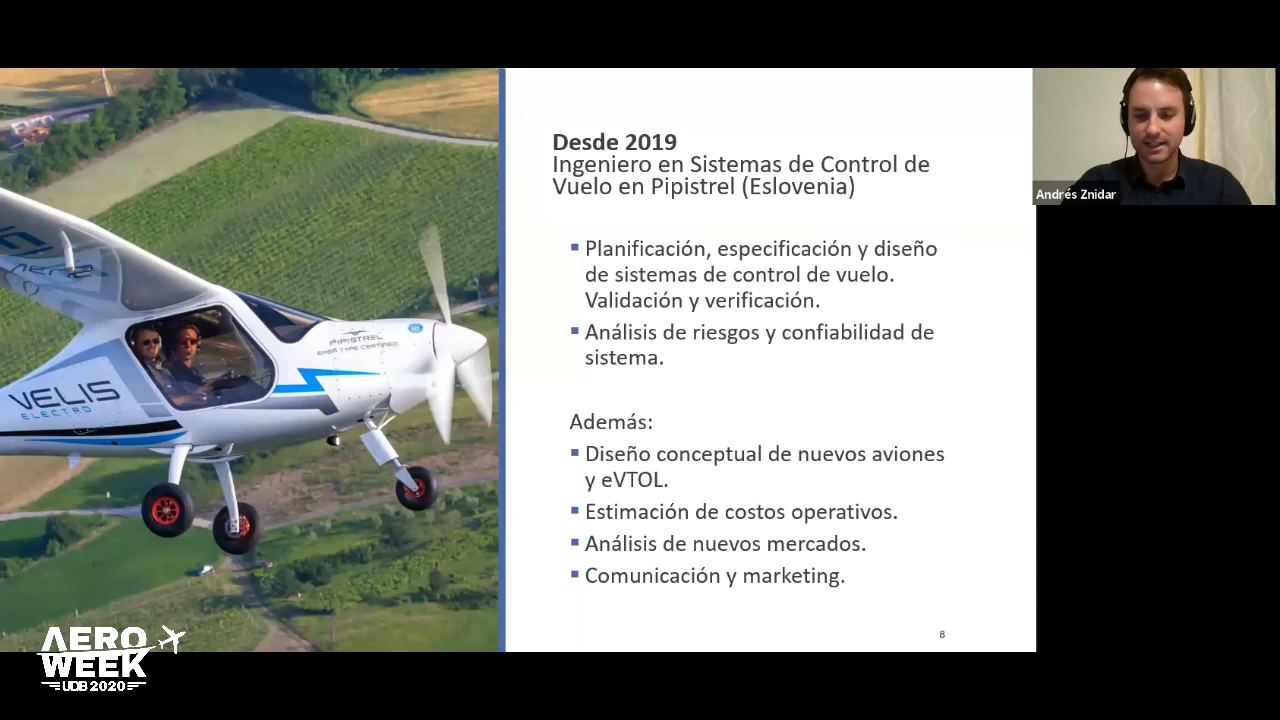 Desde 2019
Ingeniero en Sistemas de Control de
Vuelo en Pipistrel (Eslovenia)
▪ Planificación, especificación y diseño
de sistemas de control de vuelo.
Validación y verificación.
▪ Análisis de riesgos y confiabilidad de
sistema.
Además:
▪ Diseño conceptual de nuevos aviones
y eVTOL.
▪ Estimación de costos operativos.
▪ Análisis de nuevos mercados.
▪ Comunicación y marketing.
8
Andrés Znidar
PIPISTREL
EASA TYPE CERTIFIED
VELIS
ELECTRO
AERO
WEEK
UDB 2020